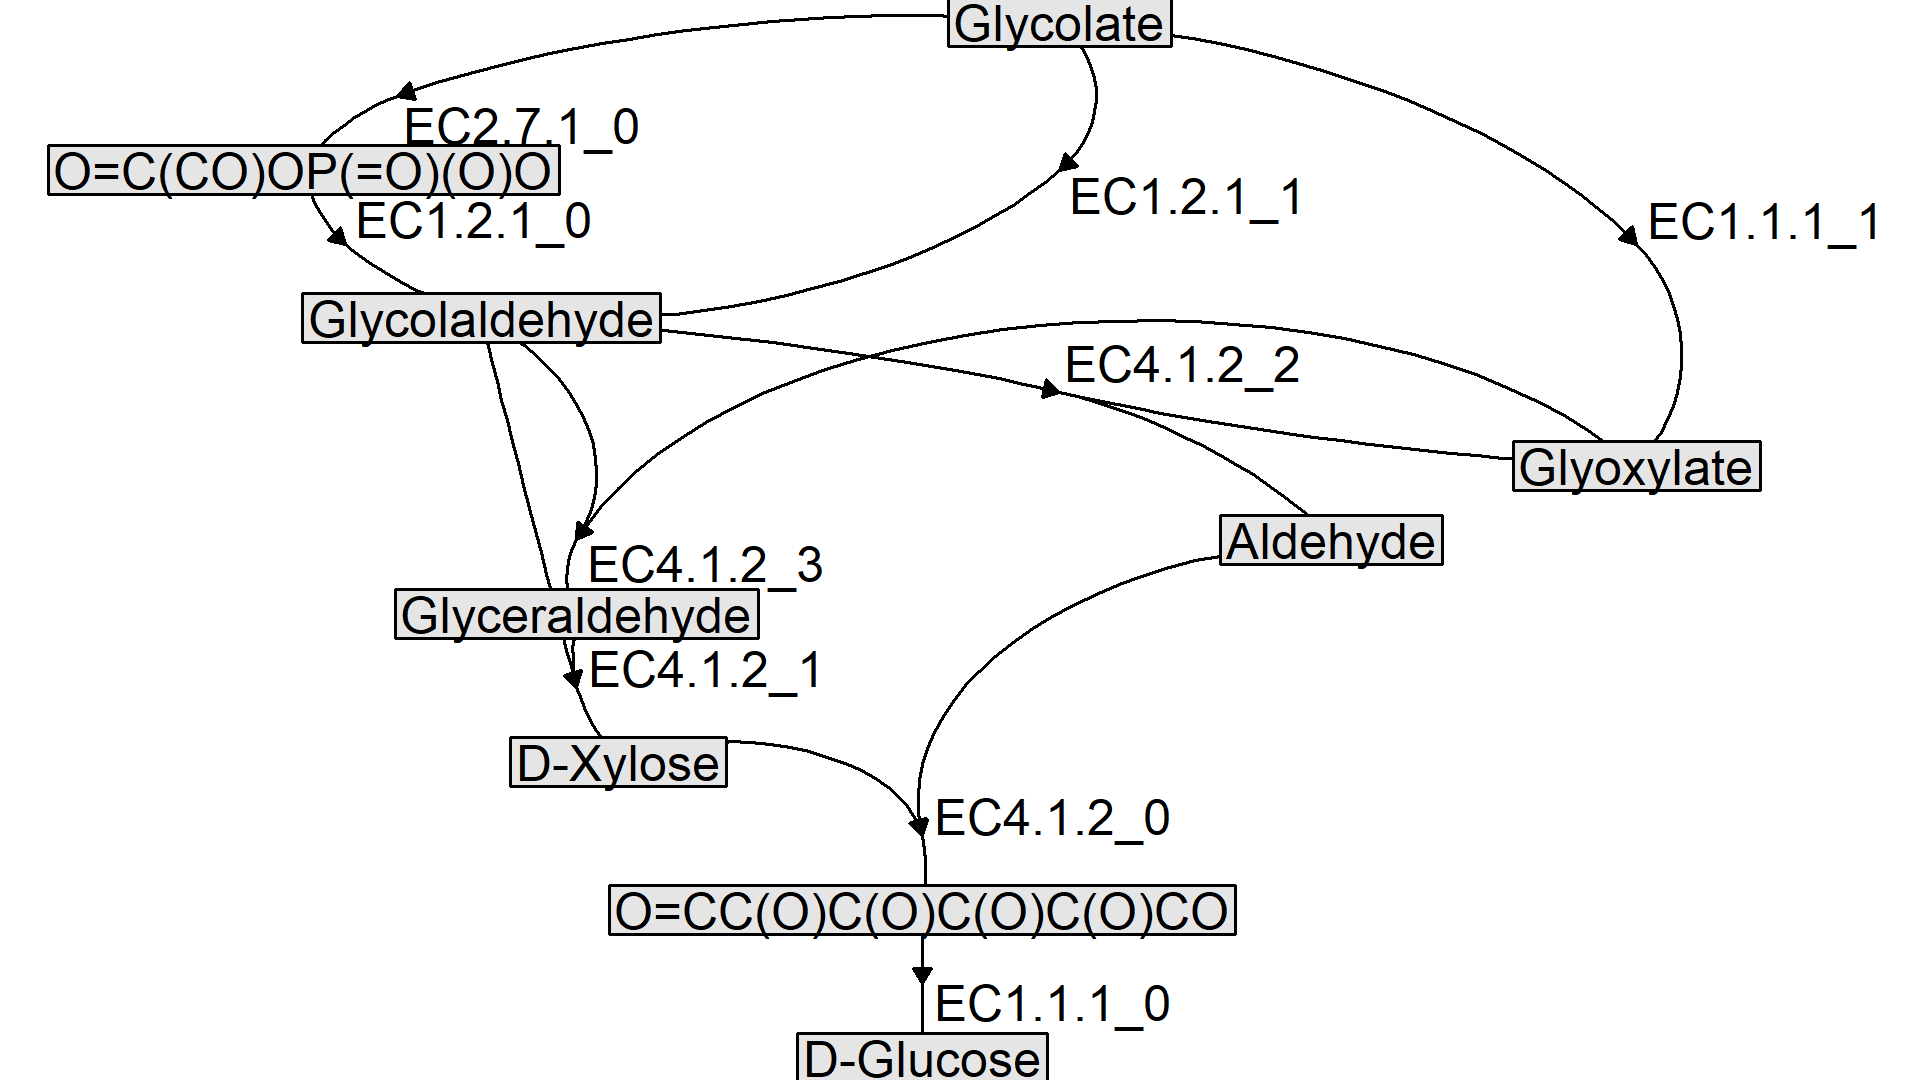 Glycolate
EC2.7.1_0
O=C(CO)OP(=O)(O)O
EC1.2.1_1
EC1.2.1_0
EC1.1.1_1
Glycolaldehyde
EC4.1.2_2
Glyoxylate
Aldehyde
EC4.1.2_3
Glyceraldehyde
EC4.1.2_1
D-Xylose
EC4.1.2_0
O=CC(O)C(O)C(O)C(O)CO
EC1.1.1_0
D-Glucose